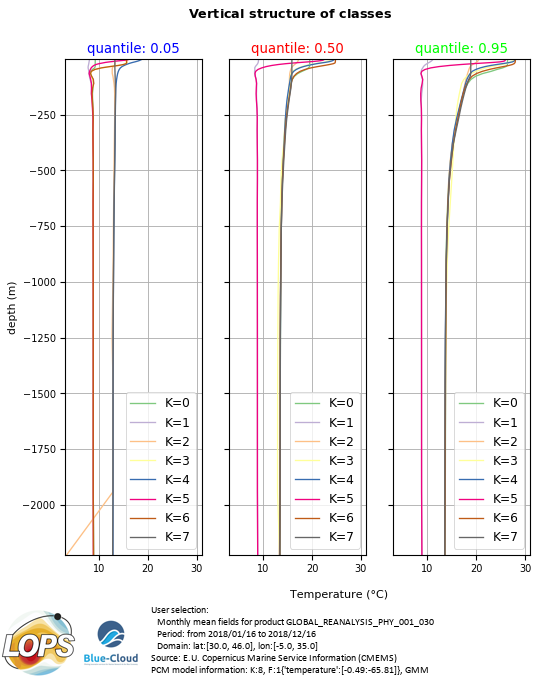 Vertical structure of classes
quantile: 0.05
quantile: 0.50
quantile: 0.95
depth (m)
−250
−500
−750
−1000
−1250
−1500
−1750
−2000
K=0
K=1
K=2
K=3
K=4
K=5
K=6
K=7
K=0
K=1
K=2
K=3
K=4
K=5
K=6
K=7
K=0
K=1
K=2
K=3
K=4
K=5
K=6
K=7
10 20 30
10 20 30
10 20 30
Temperature (°C)
LOPS
Blue-Cloud
User selection:
Monthly mean fields for product GLOBAL_REANALYSIS_PHY_001_030
Period: from 2018/01/16 to 2018/12/16
Domain: lat:[30.0, 46.0], lon:[-5.0, 35.0]
Source: E.U. Copernicus Marine Service Information (CMEMS)
PCM model information: K:8, F:1{'temperature':[-0.49:-65.81]}, GMM